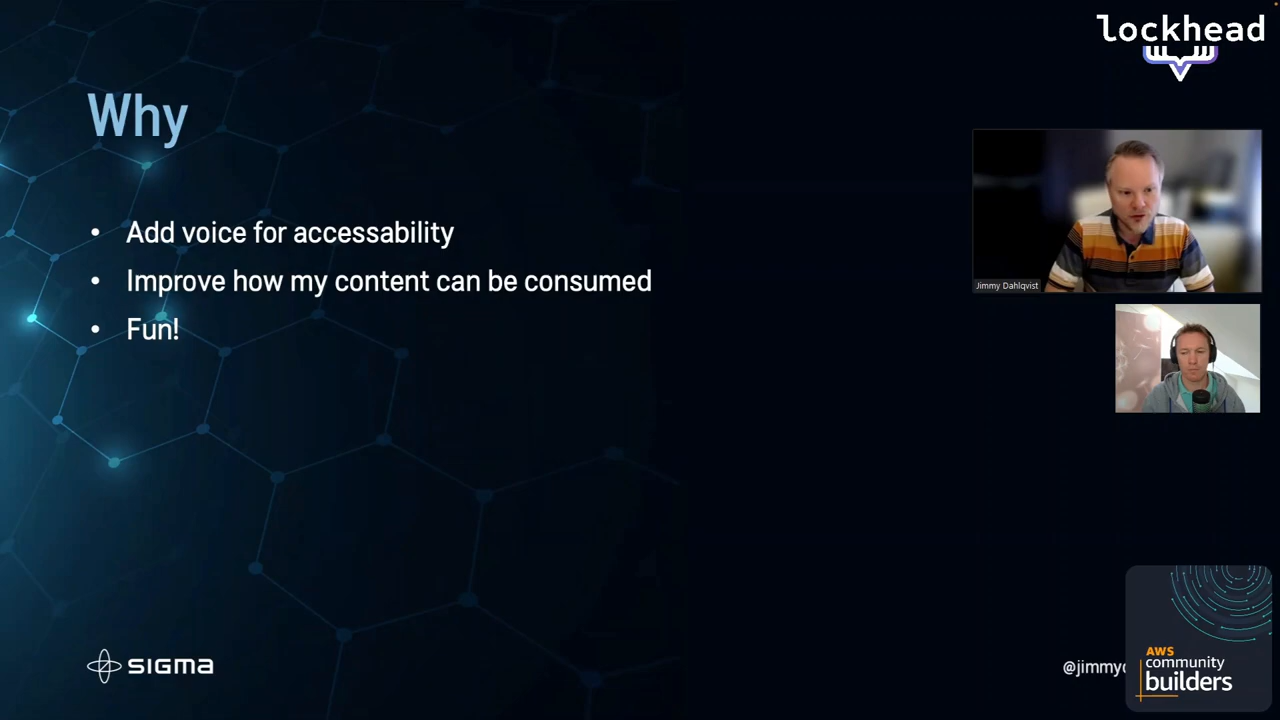 lockhead
Why
• Add voice for accessability
• Improve how my content can be consumed
• Fun!
Jimmy Dahlqvist
SIGMA
@jimmyd
AWS
community
builders